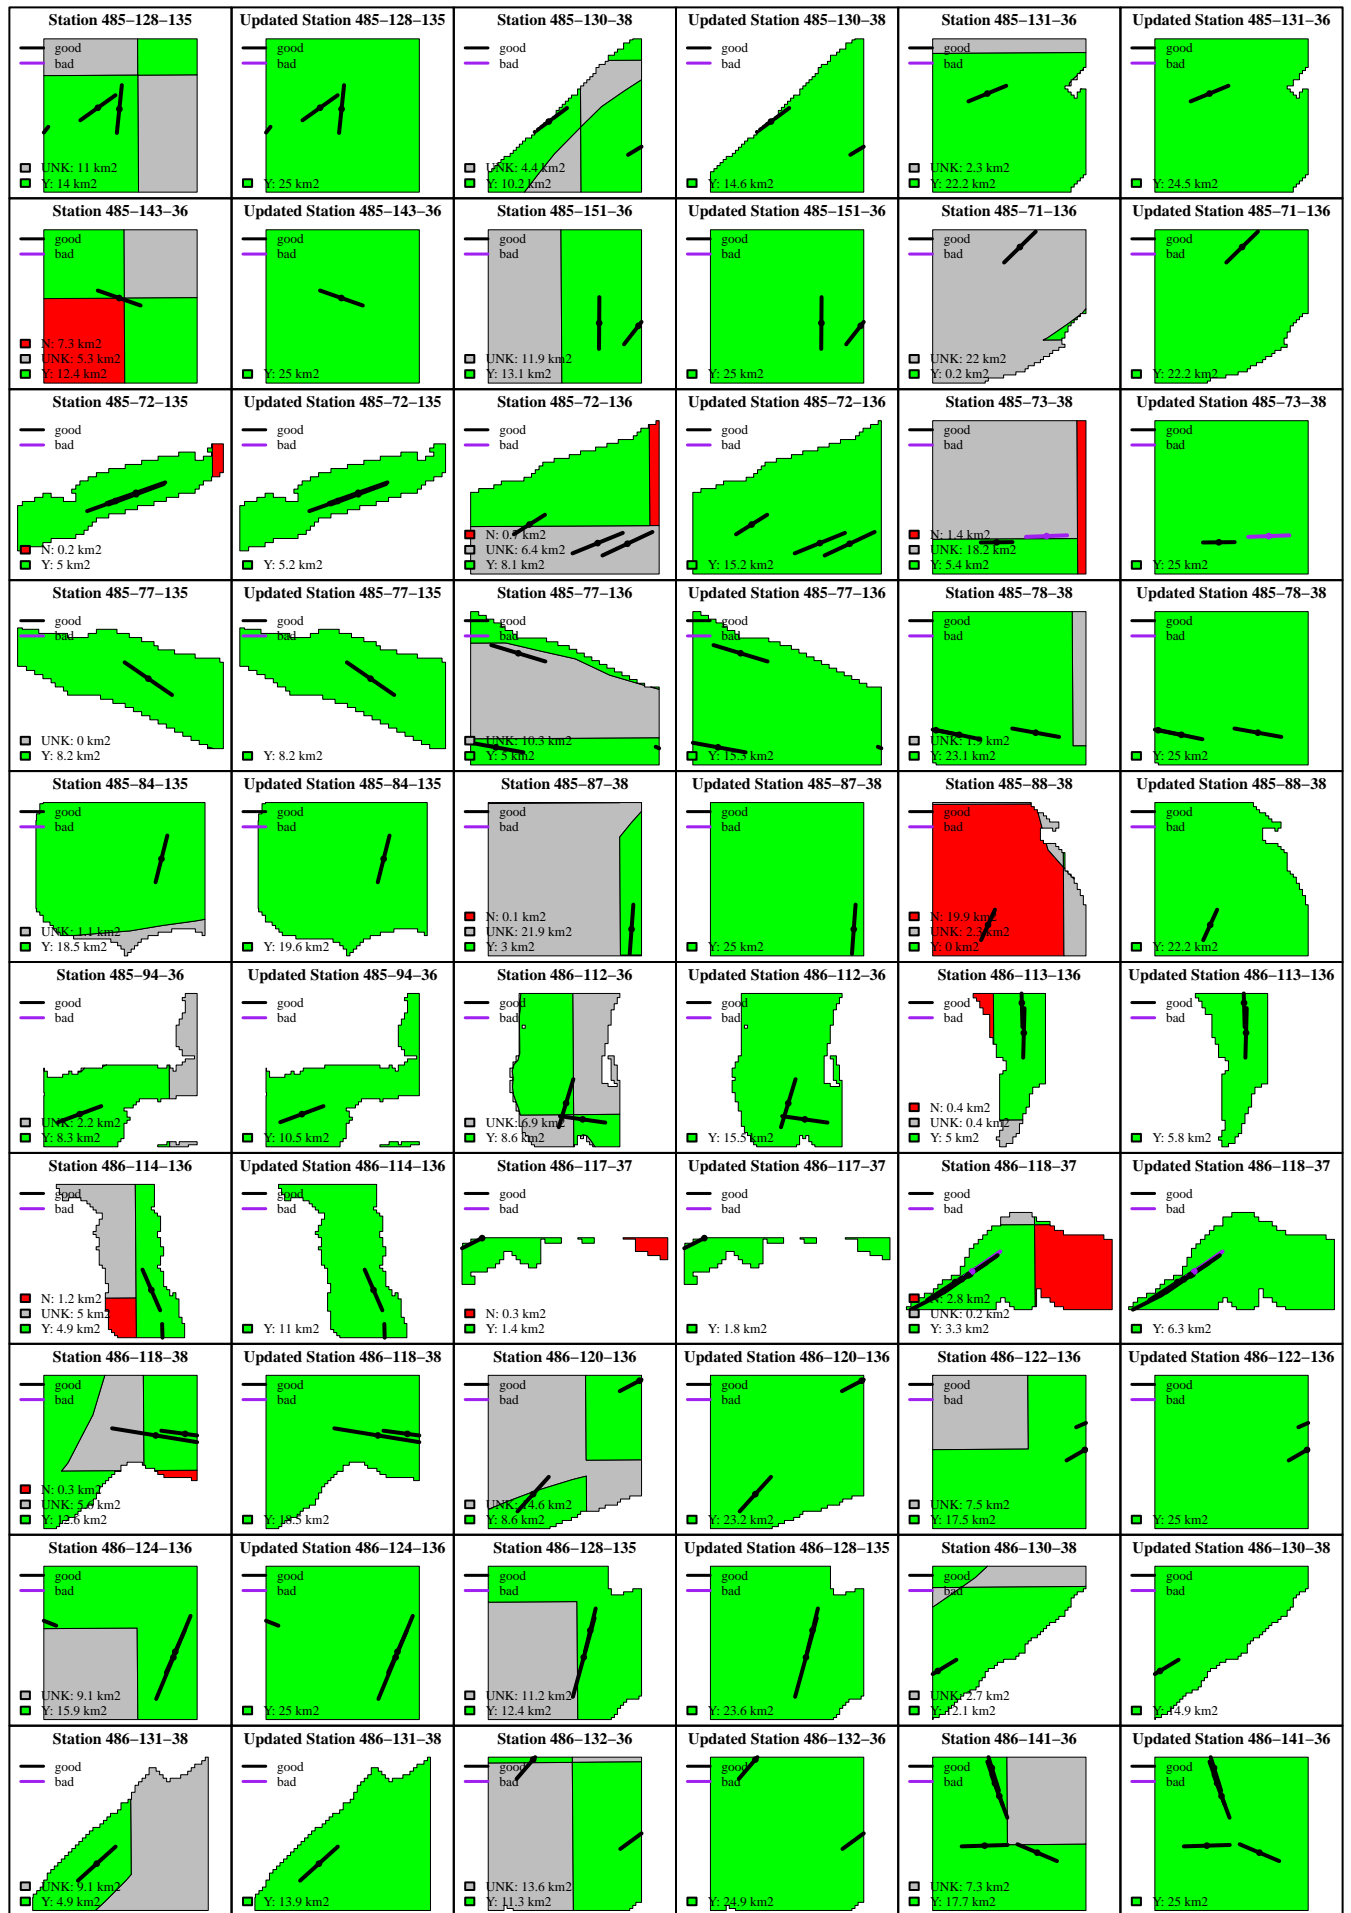 Station 485−128−135
good
bad
UNK: 11 km2
Y: 14 km2
Updated Station 485−128−135
good
bad
Y: 25 km2
Station 485−130−38
good
bad
UNK: 4.4 km2
Y: 10.2 km2
Updated Station 485−130−38
good
bad
Y: 14.6 km2
Station 485−131−36
good
bad
UNK: 2.3 km2
Y: 22.2 km2
Updated Station 485−131−36
good
bad
Y: 24.5 km2
Station 485−143−36
good
bad
N: 7.3 km2
UNK: 5.3 km2
Y: 12.4 km2
Updated Station 485−143−36
good
bad
Y: 25 km2
Station 485−151−36
good
bad
UNK: 11.9 km2
Y: 13.1 km2
Updated Station 485−151−36
good
bad
Y: 25 km2
Station 485−71−136
good
bad
UNK: 22 km2
Y: 0.2 km2
Updated Station 485−71−136
good
bad
Y: 22.2 km2
Station 485−72−135
good
bad
N: 0.2 km2
Y: 5 km2
Updated Station 485−72−135
good
bad
Y: 5.2 km2
Station 485−72−136
good
bad
N: 0.7 km2
UNK: 6.4 km2
Y: 8.1 km2
Updated Station 485−72−136
good
bad
Y: 15.2 km2
Station 485−73−38
good
bad
N: 1.4 km2
UNK: 18.2 km2
Y: 5.4 km2
Updated Station 485−73−38
good
bad
Y: 25 km2
Station 485−77−135
good
bad
UNK: 0 km2
Y: 8.2 km2
Updated Station 485−77−135
good
bad
Y: 8.2 km2
Station 485−77−136
good
bad
UNK: 10.3 km2
Y: 5 km2
Updated Station 485−77−136
good
bad
Y: 15.3 km2
Station 485−78−38
good
bad
UNK: 1.9 km2
Y: 23.1 km2
Updated Station 485−78−38
good
bad
Y: 25 km2
Station 485−84−135
good
bad
UNK: 1.1 km2
Y: 18.5 km2
Updated Station 485−84−135
good
bad
Y: 19.6 km2
Station 485−87−38
good
bad
N: 0.1 km2
UNK: 21.9 km2
Y: 3 km2
Updated Station 485−87−38
good
bad
Y: 25 km2
Station 485−88−38
good
bad
N: 19.9 km2
UNK: 2.3 km2
Y: 0 km2
Updated Station 485−88−38
good
bad
Y: 22.2 km2
Station 485−94−36
good
bad
UNK: 2.2 km2
Y: 8.3 km2
Updated Station 485−94−36
good
bad
Y: 10.5 km2
Station 486−112−36
good
bad
UNK: 6.9 km2
Y: 8.6 km2
Updated Station 486−112−36
good
bad
Y: 15.5 km2
Station 486−113−136
good
bad
N: 0.4 km2
UNK: 0.4 km2
Y: 5 km2
Updated Station 486−113−136
good
bad
Y: 5.8 km2
Station 486−114−136
good
bad
N: 1.2 km2
UNK: 5 km2
Y: 4.9 km2
Updated Station 486−114−136
good
bad
Y: 11 km2
Station 486−117−37
good
bad
N: 0.3 km2
Y: 1.4 km2
Updated Station 486−117−37
good
bad
Y: 1.8 km2
Station 486−118−37
good
bad
N: 2.8 km2
UNK: 0.2 km2
Y: 3.3 km2
Updated Station 486−118−37
good
bad
Y: 6.3 km2
Station 486−118−38
good
bad
N: 0.3 km2
UNK: 5.6 km2
Y: 12.6 km2
Updated Station 486−118−38
good
bad
Y: 18.5 km2
Station 486−120−136
good
bad
UNK: 14.6 km2
Y: 8.6 km2
Updated Station 486−120−136
good
bad
Y: 23.2 km2
Station 486−122−136
good
bad
UNK: 7.5 km2
Y: 17.5 km2
Updated Station 486−122−136
good
bad
Y: 25 km2
Station 486−124−136
good
bad
UNK: 9.1 km2
Y: 15.9 km2
Updated Station 486−124−136
good
bad
Y: 25 km2
Station 486−128−135
good
bad
UNK: 11.2 km2
Y: 12.4 km2
Updated Station 486−128−135
good
bad
Y: 23.6 km2
Station 486−130−38
good
bad
UNK: 2.7 km2
Y: 12.1 km2
Updated Station 486−130−38
good
bad
Y: 14.9 km2
Station 486−131−38
good
bad
UNK: 9.1 km2
Y: 4.9 km2
Updated Station 486−131−38
good
bad
Y: 13.9 km2
Station 486−132−36
good
bad
UNK: 13.6 km2
Y: 11.3 km2
Updated Station 486−132−36
good
bad
Y: 24.9 km2
Station 486−141−36
good
bad
UNK: 7.3 km2
Y: 17.7 km2
Updated Station 486−141−36
good
bad
Y: 25 km2